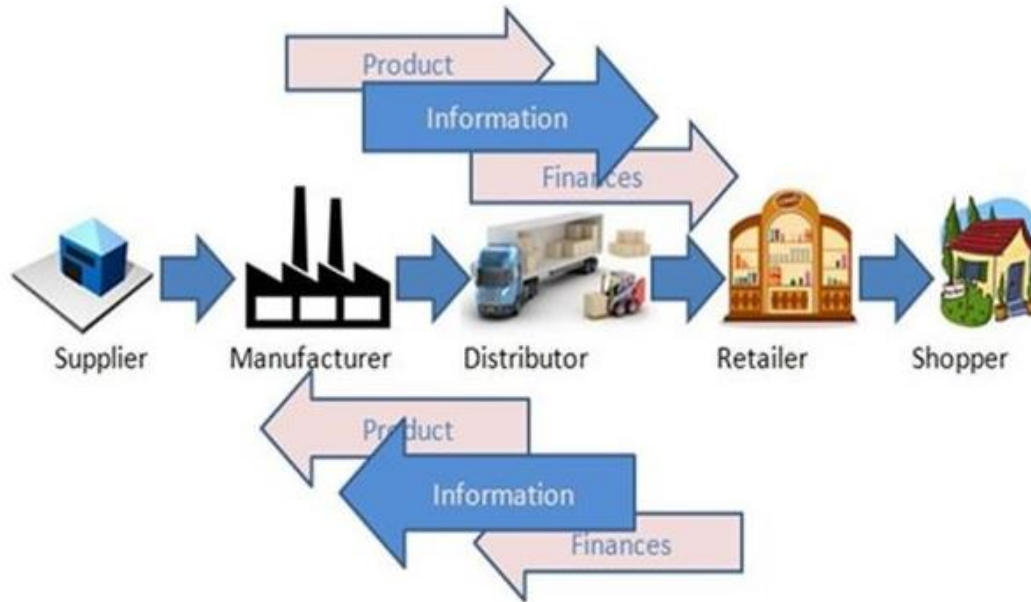 Product
Information
Finances
Supplier Manufacturer Distributor Retailer Shopper
Product
Information
Finances